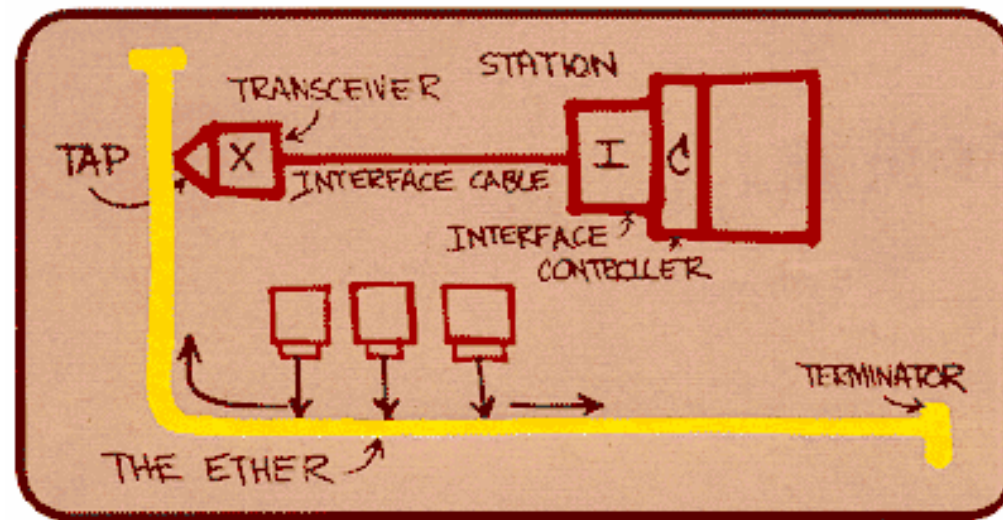 STATION
TRANSCEIVER
TAP
X
I
C
INTERFACE CABLE
INTERFACE
CONTROLLER
TERMINATOR
THE ETHER